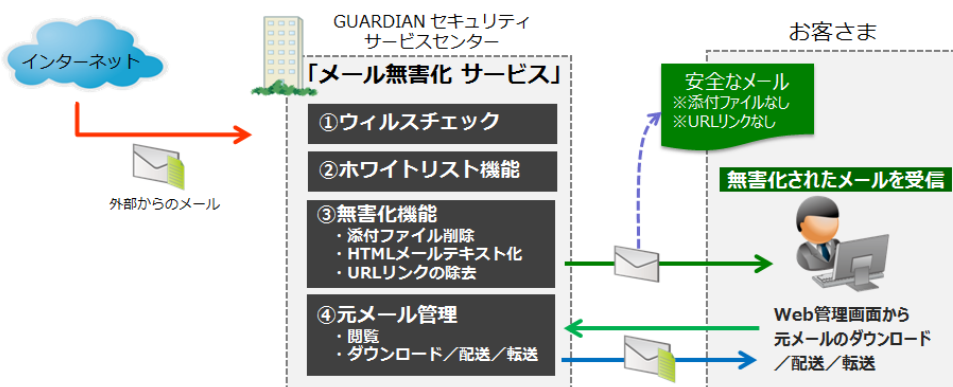 インターネット
外部からのメール
GUARDIAN セキュリティ
サービスセンター
「メール無害化 サービス」
①ウィルスチェック
②ホワイトリスト機能
③無害化機能
・添付ファイル削除
・HTMLメールテキスト化
・URLリンクの除去
④元メール管理
・閲覧
・ダウンロード／配送／転送
お客さま
安全なメール
※添付ファイルなし
※URLリンクなし
無害化されたメールを受信
Web管理画面から
元メールのダウンロード
／配送／転送